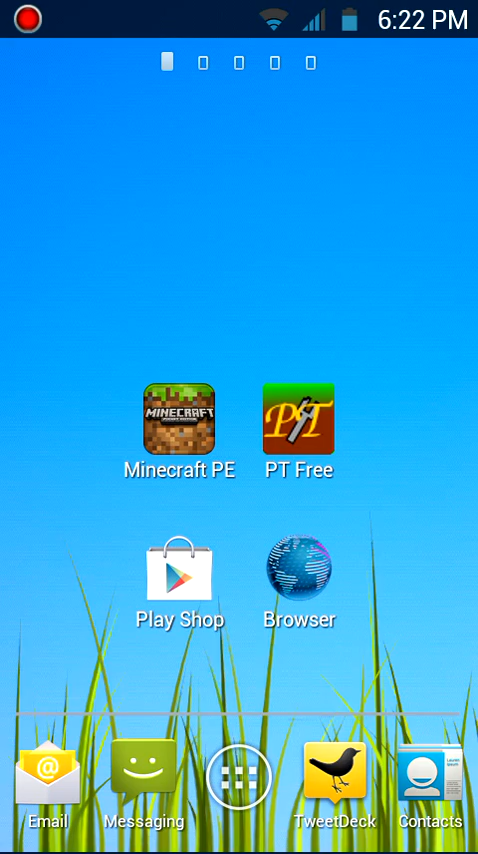 6:22 PM
MINECRAFT
PT
Minecraft PE
PT Free
Play Shop
Browser
@
Email
Messaging
TweetDeck
Contacts